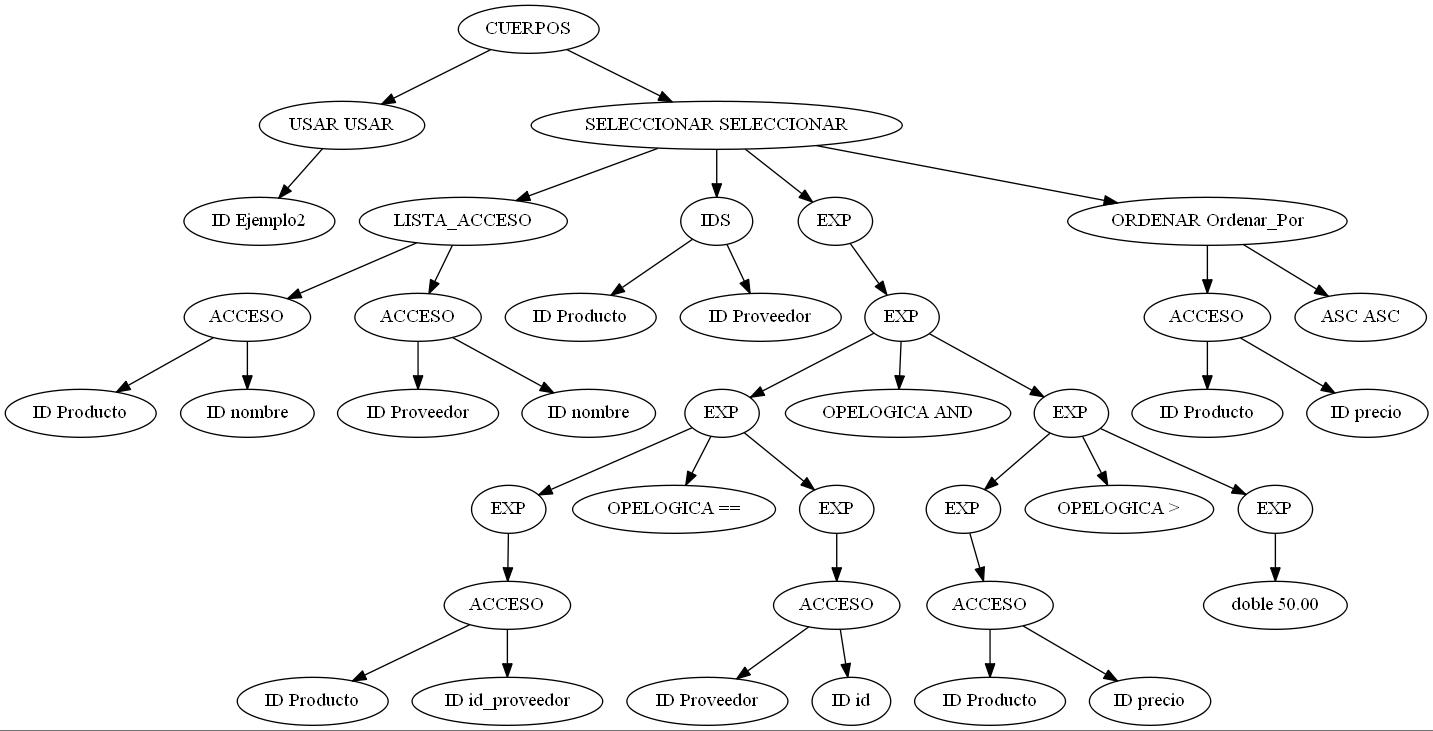 CUERPOS
USAR USAR
SELECCIONAR SELECCIONAR
ID Ejemplo2
LISTA_ACCESO
IDS
EXP
ORDENAR Ordenar_Por
ACCESO
ACCESO
ID Producto
ID Proveedor
EXP
ACCESO
ASC ASC
ID Producto
ID nombre
ID Proveedor
ID nombre
EXP
OPELOGICA AND
EXP
ID Producto
ID precio
EXP
OPELOGICA ==
EXP
EXP
OPELOGICA >
EXP
ACCESO
ACCESO
ACCESO
doble 50.00
ID Producto
ID id_proveedor
ID Proveedor
ID id
ID Producto
ID precio